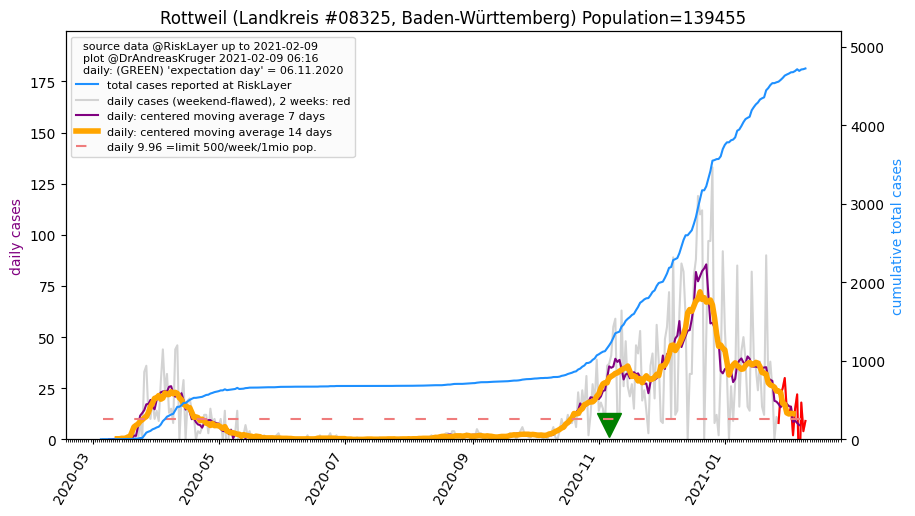 Rottweil (Landkreis #08325, Baden-Württemberg) Population=139455
source data @RiskLayer up to 2021-02-09
plot @DrAndreasKruger 2021-02-09 06:16
daily: (GREEN) 'expectation day' = 06.11.2020
total cases reported at RiskLayer
daily cases (weekend-flawed), 2 weeks: red
daily: centered moving average 7 days
daily: centered moving average 14 days
daily 9.96 =limit 500/week/1mio pop.
daily cases
175
150
125
100
75
50
25
0
5000
4000
3000
2000
1000
0
cumulative total cases
2020-03
2020-05
2020-07
2020-09
2020-11
2021-01